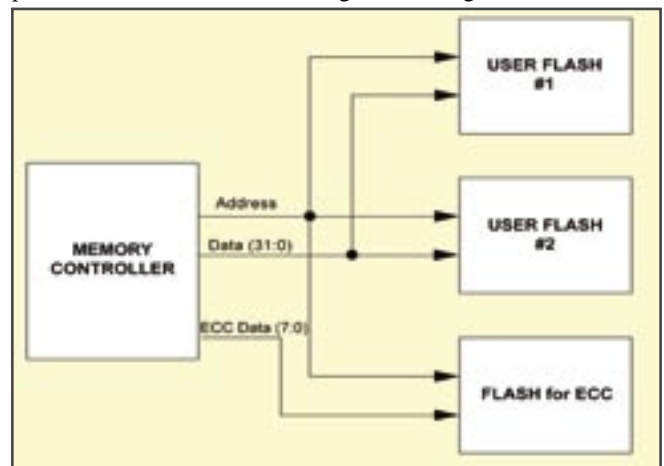 USER FLASH
#1
Address
USER FLASH
#2
MEMORY
CONTROLLER
Data (31:0)
ECC Data (7:0)
FLASH for ECC